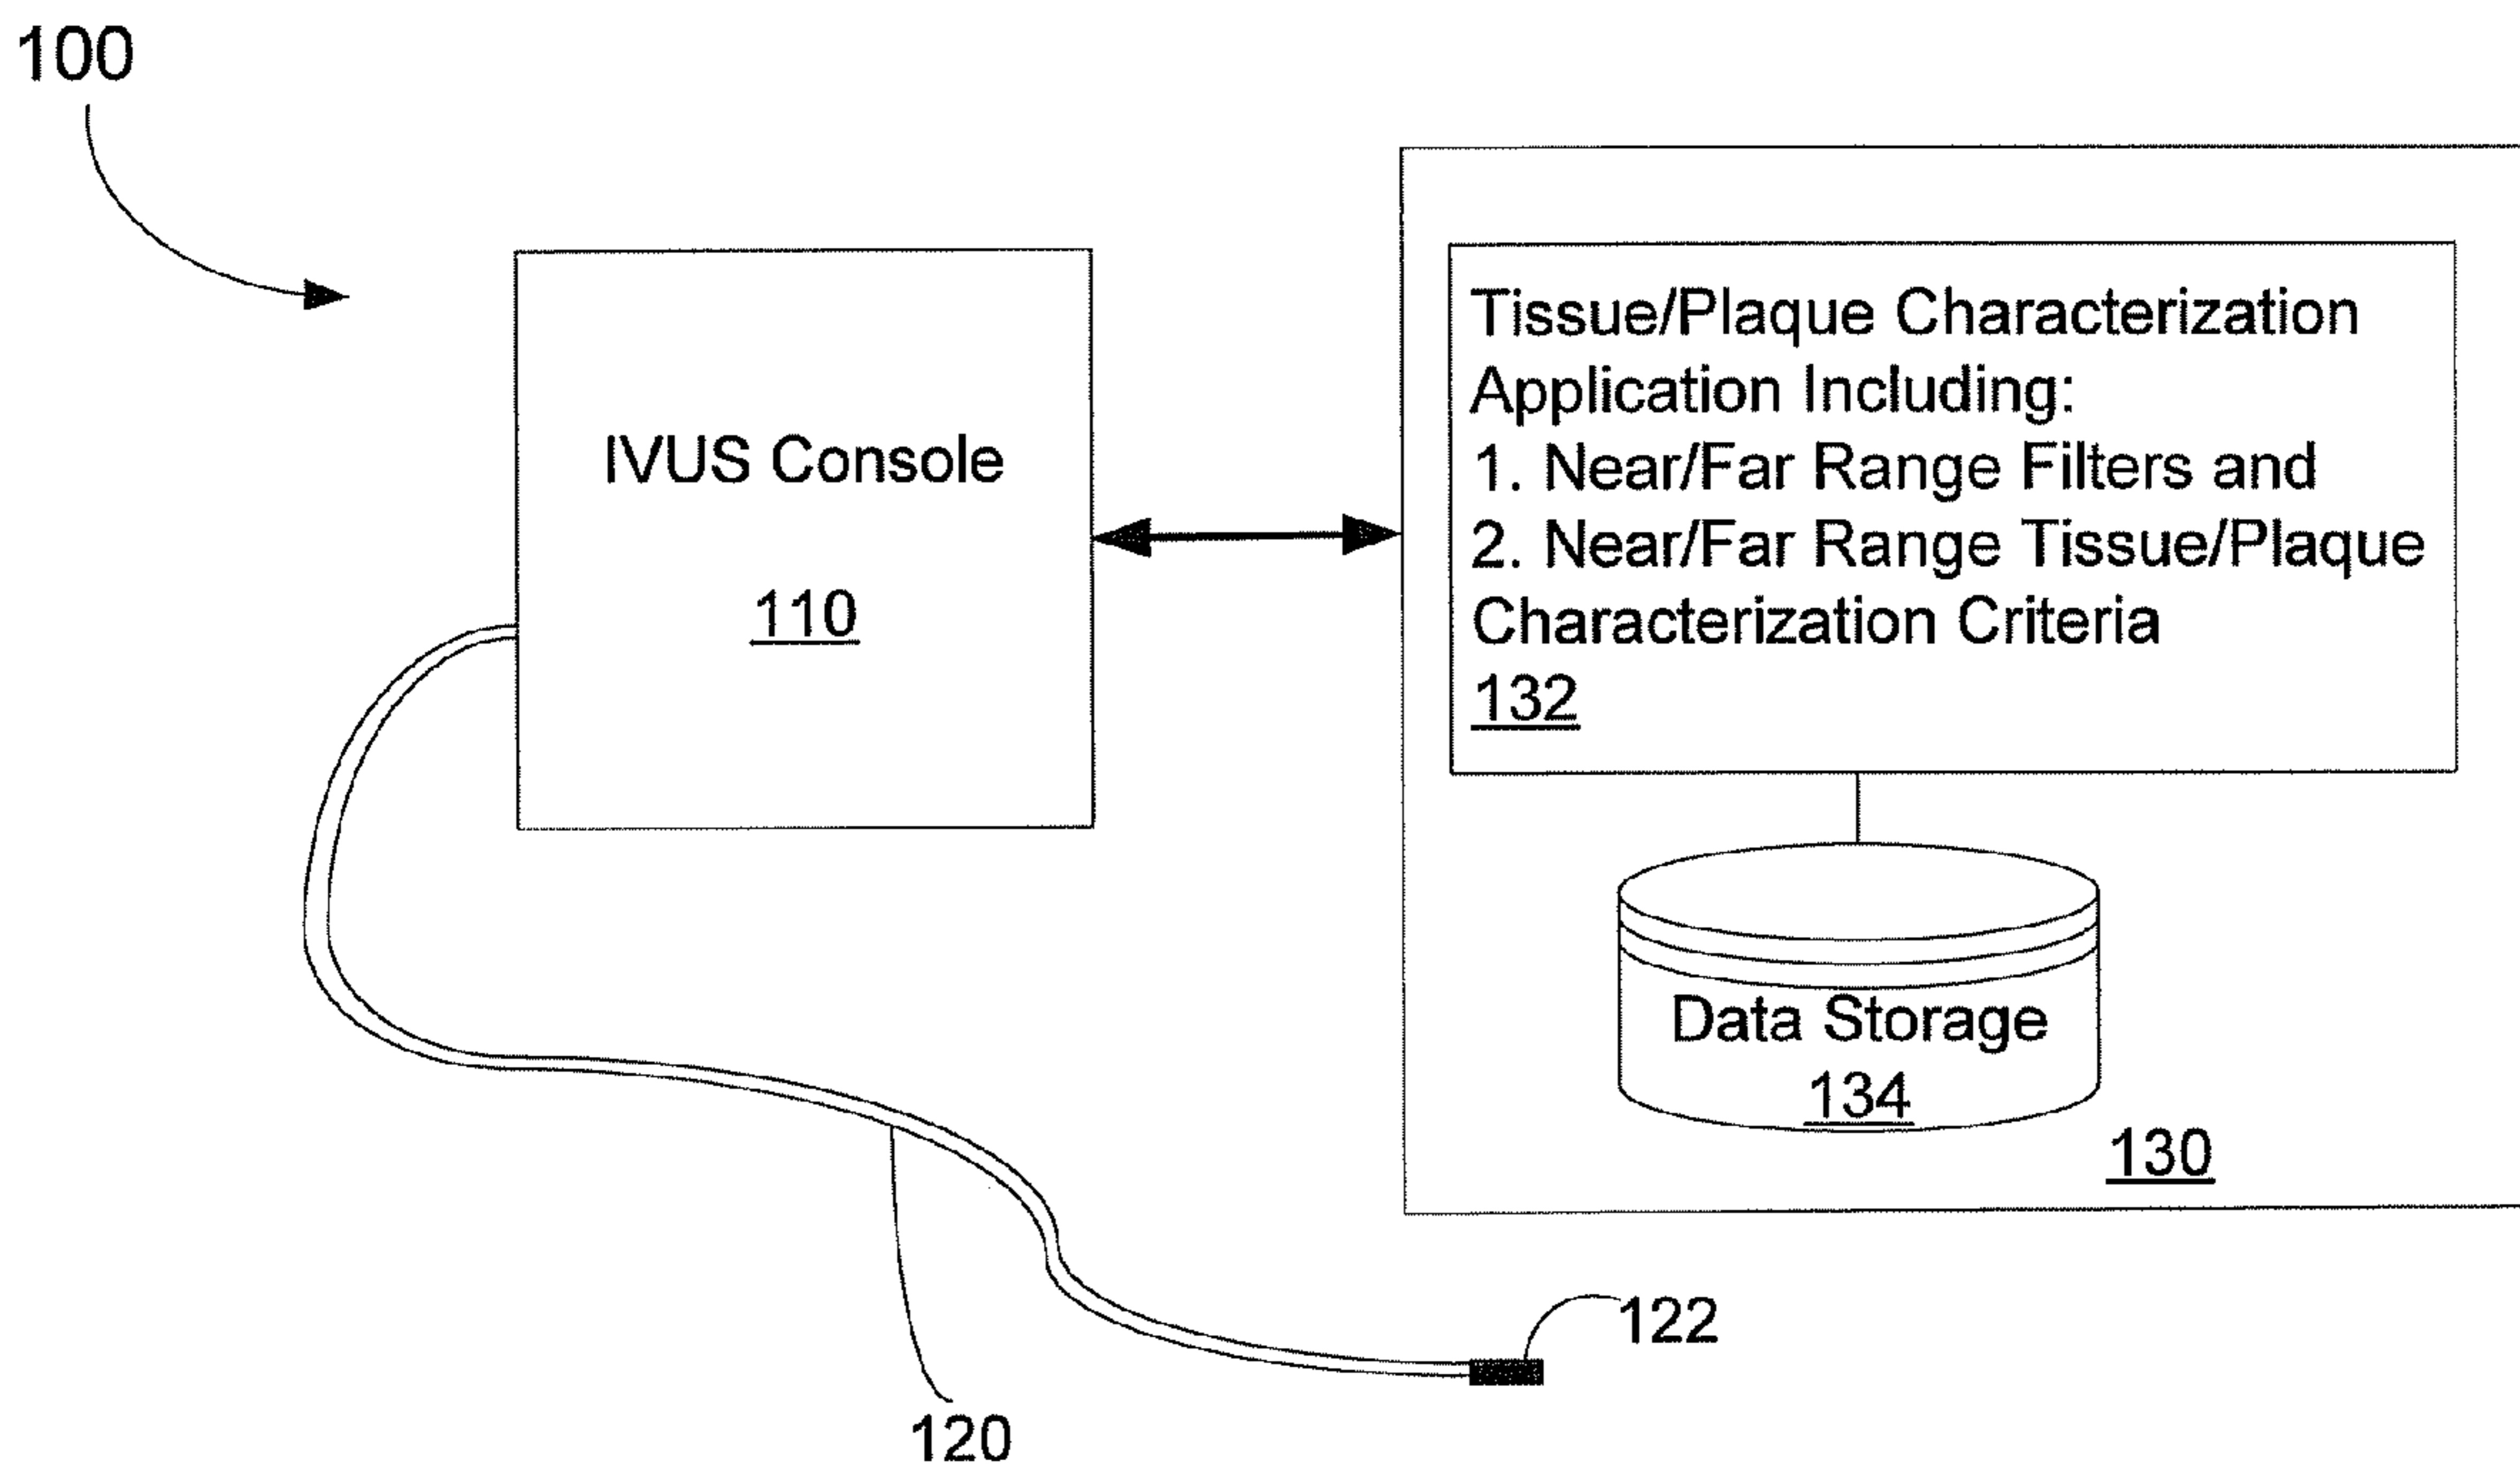 100
IVUS Console
110
Tissue/Plaque Characterization
Application Including:
1. Near/Far Range Filters and
2. Near/Far Range Tissue/Plaque
Characterization Criteria
132
Data Storage
134
130
122
120